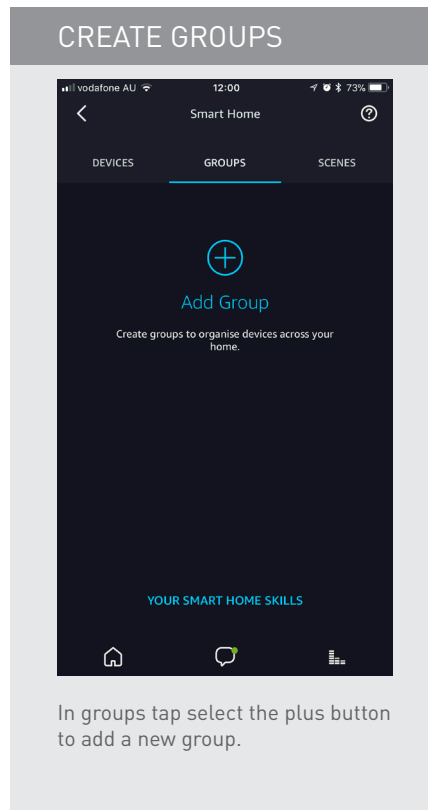 CREATE GROUPS
vodafone AU 12:00 73%
Smart Home
DEVICES GROUPS SCENES
Add Group
Create groups to organise devices across your
home.
YOUR SMART HOME SKILLS
In groups tap select the plus button
to add a new group.